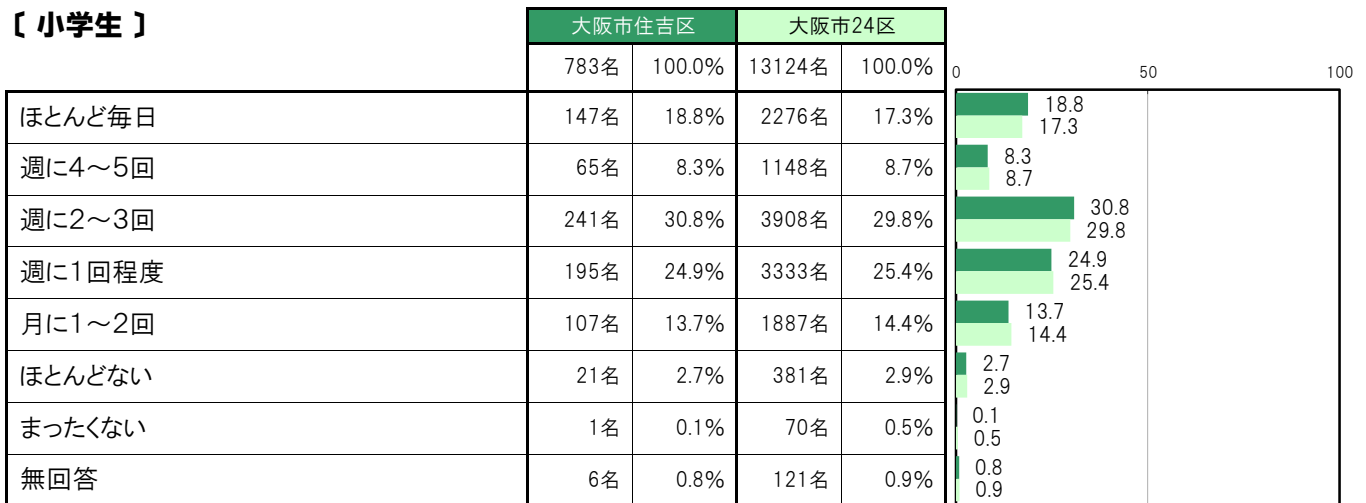 〔 小学生 〕
大阪市住吉区 大阪市24区
783名 100.0% 13124名 100.0%
0 50 100
ほとんど毎日 147名 18.8% 2276名 17.3% 18.8
17.3
週に4～5回 65名 8.3% 1148名 8.7% 8.3
8.7
週に2～3回 241名 30.8% 3908名 29.8% 30.8
29.8
週に1回程度 195名 24.9% 3333名 25.4% 24.9
25.4
月に1～2回 107名 13.7% 1887名 14.4% 13.7
14.4
ほとんどない 21名 2.7% 381名 2.9% 2.7
2.9
まったくない 1名 0.1% 70名 0.5% 0.1
0.5
無回答 6名 0.8% 121名 0.9% 0.8
0.9